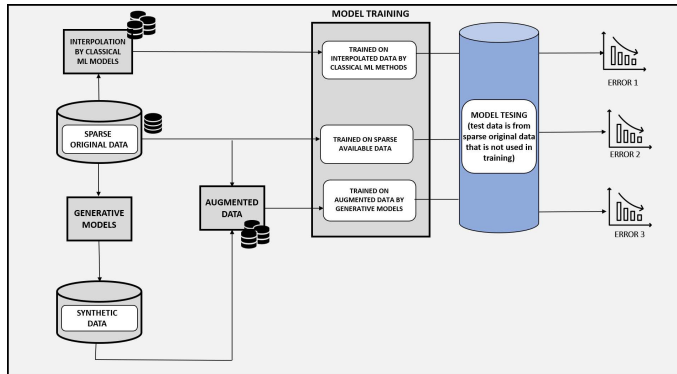 MODEL TRAINING
INTERPOLATION
BY CLASSICAL
ML MODELS
TRAINED ON
INTERPOLATED DATA BY
CLASSICAL ML METHODS
ERROR 1
SPARSE
ORIGINAL DATA
TRAINED ON SPARSE
AVAILABLE DATA
MODEL TESING
(test data is from
sparse original data
that is not used in
training)
ERROR 2
GENERATIVE
MODELS
AUGMENTED
DATA
TRAINED ON
AUGMENTED DATA BY
GENERATIVE MODELS
ERROR 3
SYNTHETIC
DATA